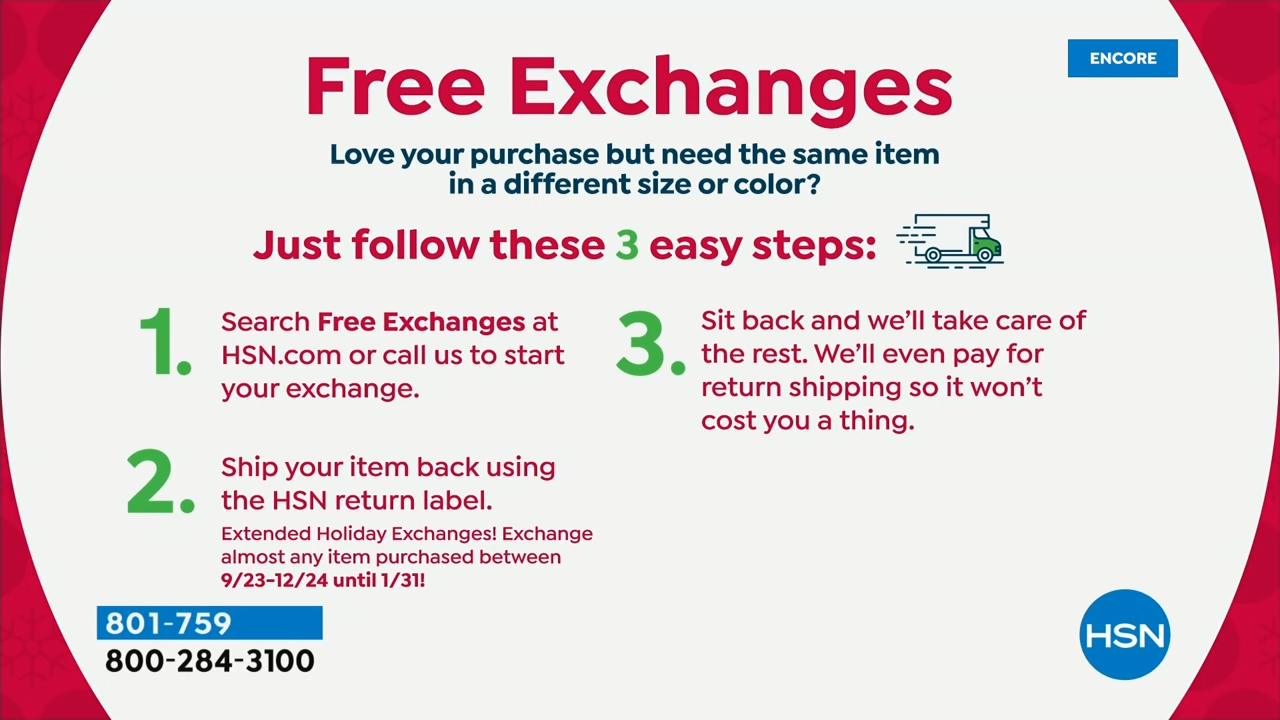 ENCORE
Free Exchanges
Love your purchase but need the same item
in a different size or color?
Just follow these 3 easy steps:
1. Search Free Exchanges at
HSN.com or call us to start
your exchange.
2. Ship your item back using
the HSN return label.
Extended Holiday Exchanges! Exchange
almost any item purchased between
9/23-12/24 until 1/31!
3. Sit back and we’ll take care of
the rest. We’ll even pay for
return shipping so it won’t
cost you a thing.
801-759
800-284-3100
HSN